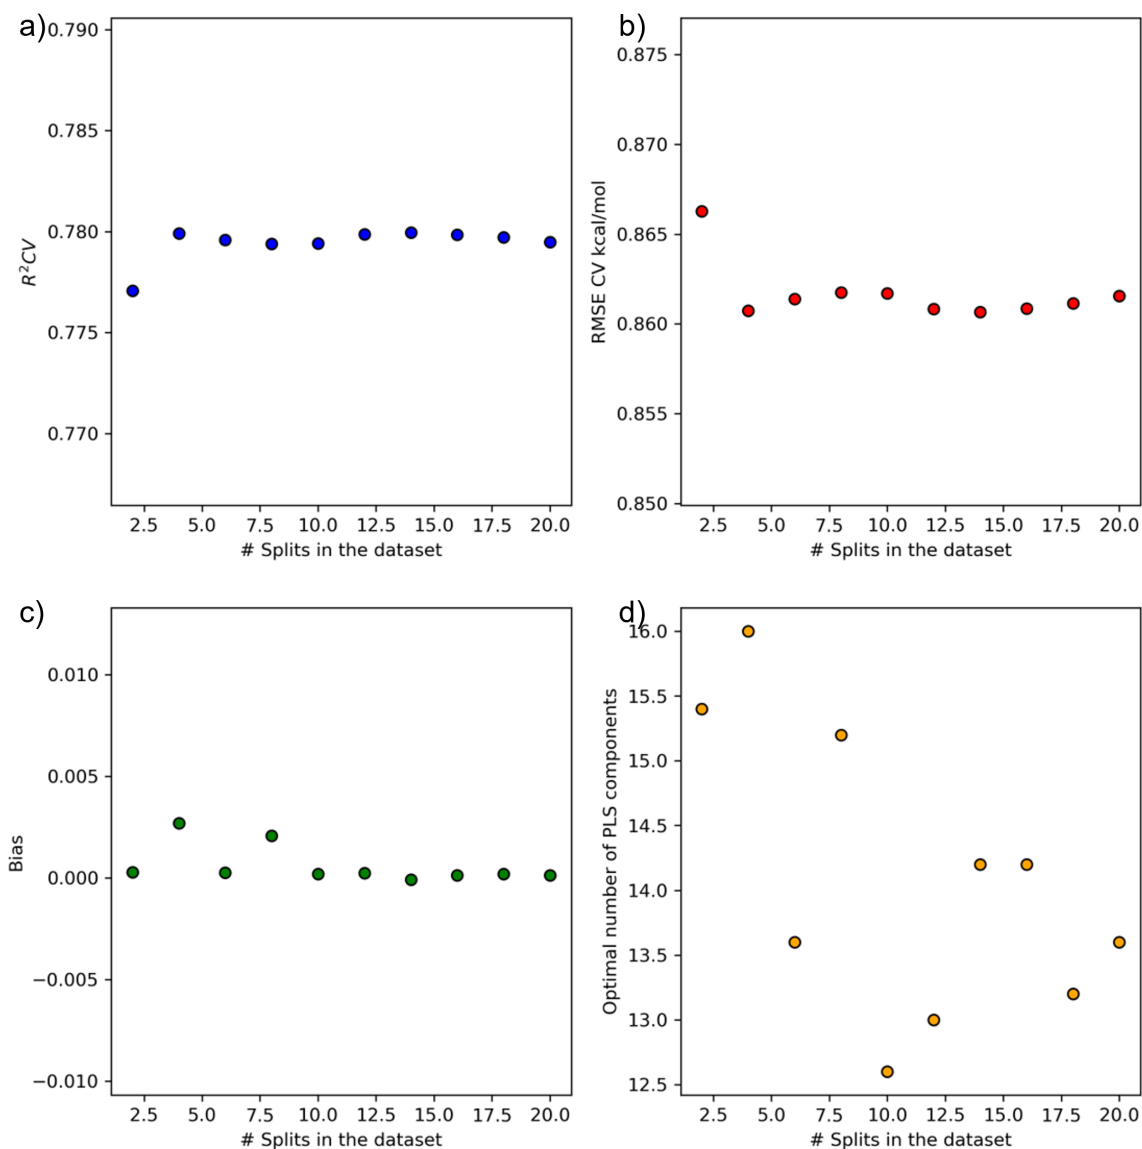 a)
0.790
0.785
0.780
0.775
0.770
R²CV
2.5 5.0 7.5 10.0 12.5 15.0 17.5 20.0
# Splits in the dataset
b)
0.875
0.870
0.865
0.860
0.855
0.850
RMSE CV kcal/mol
2.5 5.0 7.5 10.0 12.5 15.0 17.5 20.0
# Splits in the dataset
c)
0.010
0.005
0.000
−0.005
−0.010
Bias
2.5 5.0 7.5 10.0 12.5 15.0 17.5 20.0
# Splits in the dataset
d)
16.0
15.5
15.0
14.5
14.0
13.5
13.0
12.5
Optimal number of PLS components
2.5 5.0 7.5 10.0 12.5 15.0 17.5 20.0
# Splits in the dataset